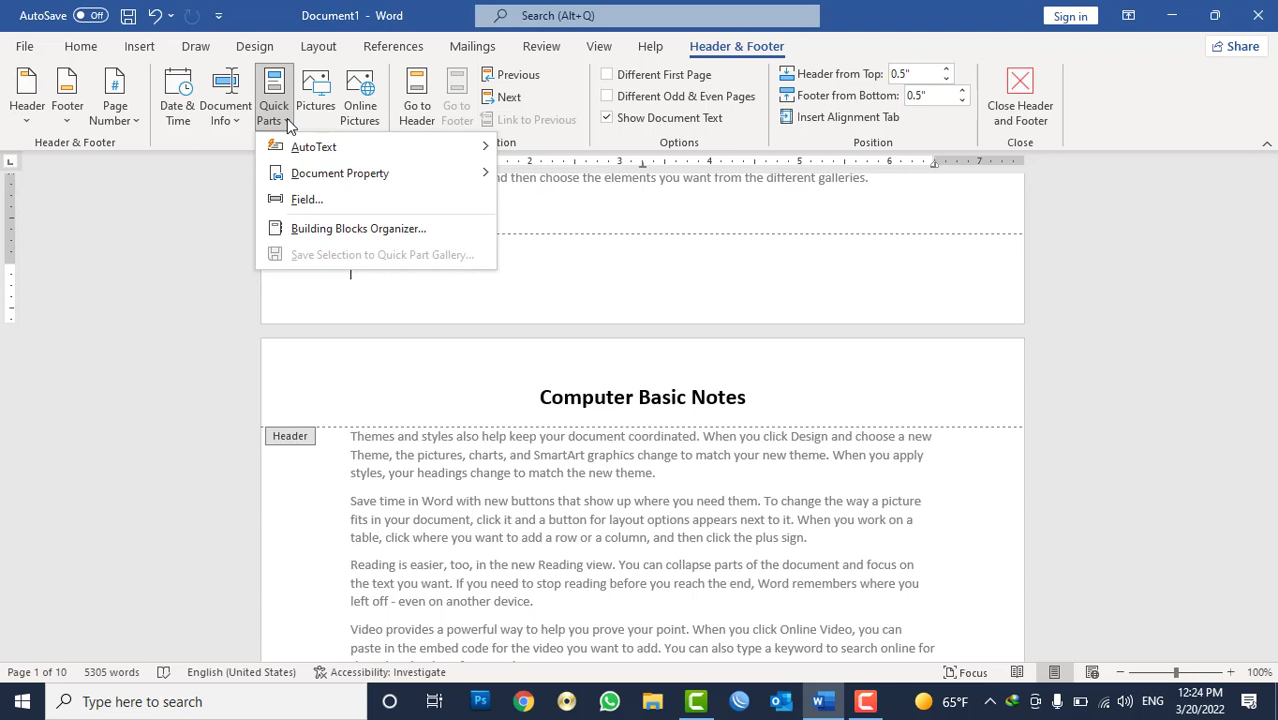 AutoSave Off
Document1 - Word
Search (Alt+Q)
Sign in
File Home Insert Draw Design Layout References Mailings Review View Help Header & Footer
Share
Header Footer Page Number
Date & Time Document Info Quick Parts Pictures Online Pictures
Go to Header Go to Footer
Previous
Next
Link to Previous
Different First Page
Different Odd & Even Pages
Show Document Text
Header from Top: 0.5"
Footer from Bottom: 0.5"
Insert Alignment Tab
Close Header and Footer
Header & Footer
Options
Position
Close
AutoText
Document Property
Field...
Building Blocks Organizer...
Save Selection to Quick Part Gallery...
2 3 4 5 6 7
and then choose the elements you want from the different galleries.
Computer Basic Notes
Header
Themes and styles also help keep your document coordinated. When you click Design and choose a new
Theme, the pictures, charts, and SmartArt graphics change to match your new theme. When you apply
styles, your headings change to match the new theme.
Save time in Word with new buttons that show up where you need them. To change the way a picture
fits in your document, click it and a button for layout options appears next to it. When you work on a
table, click where you want to add a row or a column, and then click the plus sign.
Reading is easier, too, in the new Reading view. You can collapse parts of the document and focus on
the text you want. If you need to stop reading before you reach the end, Word remembers where you
left off - even on another device.
Video provides a powerful way to help you prove your point. When you click Online Video, you can
paste in the embed code for the video you want to add. You can also type a keyword to search online for
Page 1 of 10 5305 words English (United States) Accessibility: Investigate Focus 100%
Type here to search
65°F
ENG
12:24 PM
3/20/2022